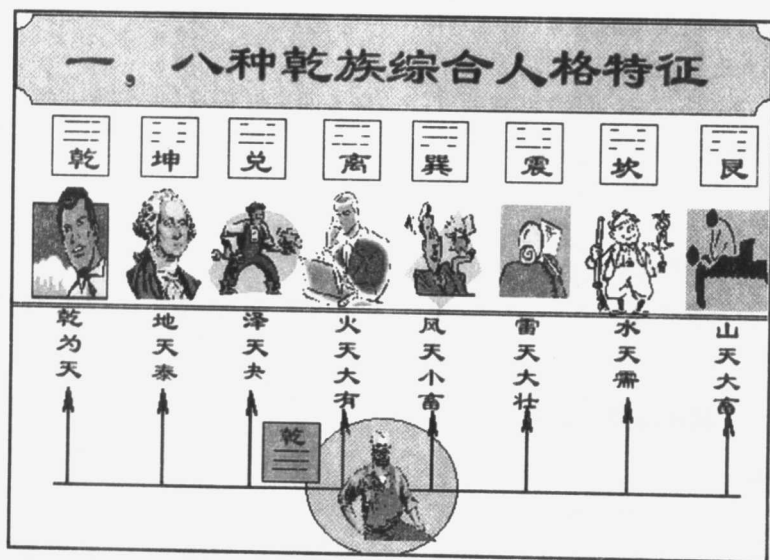 一，八种乾族综合人格特征
乾 坤 兑 离 巽 震 坎 艮
乾为天
地天泰
泽天夬
火天大有
风天小畜
雷天大壮
水天需
山天大畜
乾